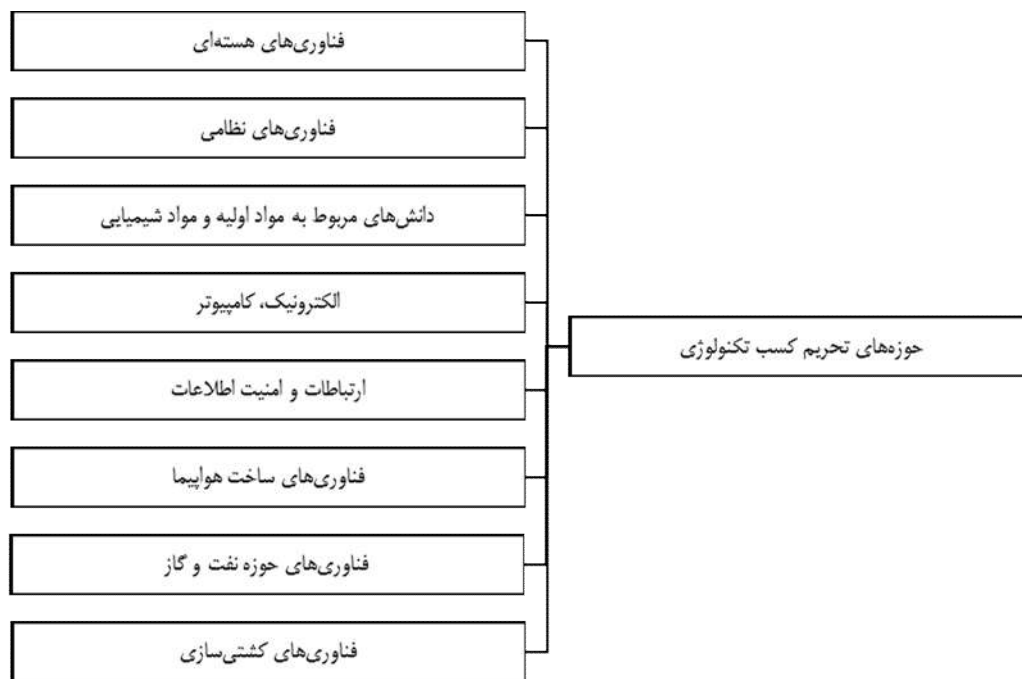 حوزه‌های تحریم کسب تکنولوژی
فناوری‌های هسته‌ای
فناوری‌های نظامی
دانش‌های مربوط به مواد اولیه و مواد شیمیایی
الکترونیک، کامپیوتر
ارتباطات و امنیت اطلاعات
فناوری‌های ساخت هواپیما
فناوری‌های حوزه نفت و گاز
فناوری‌های کشتی‌سازی